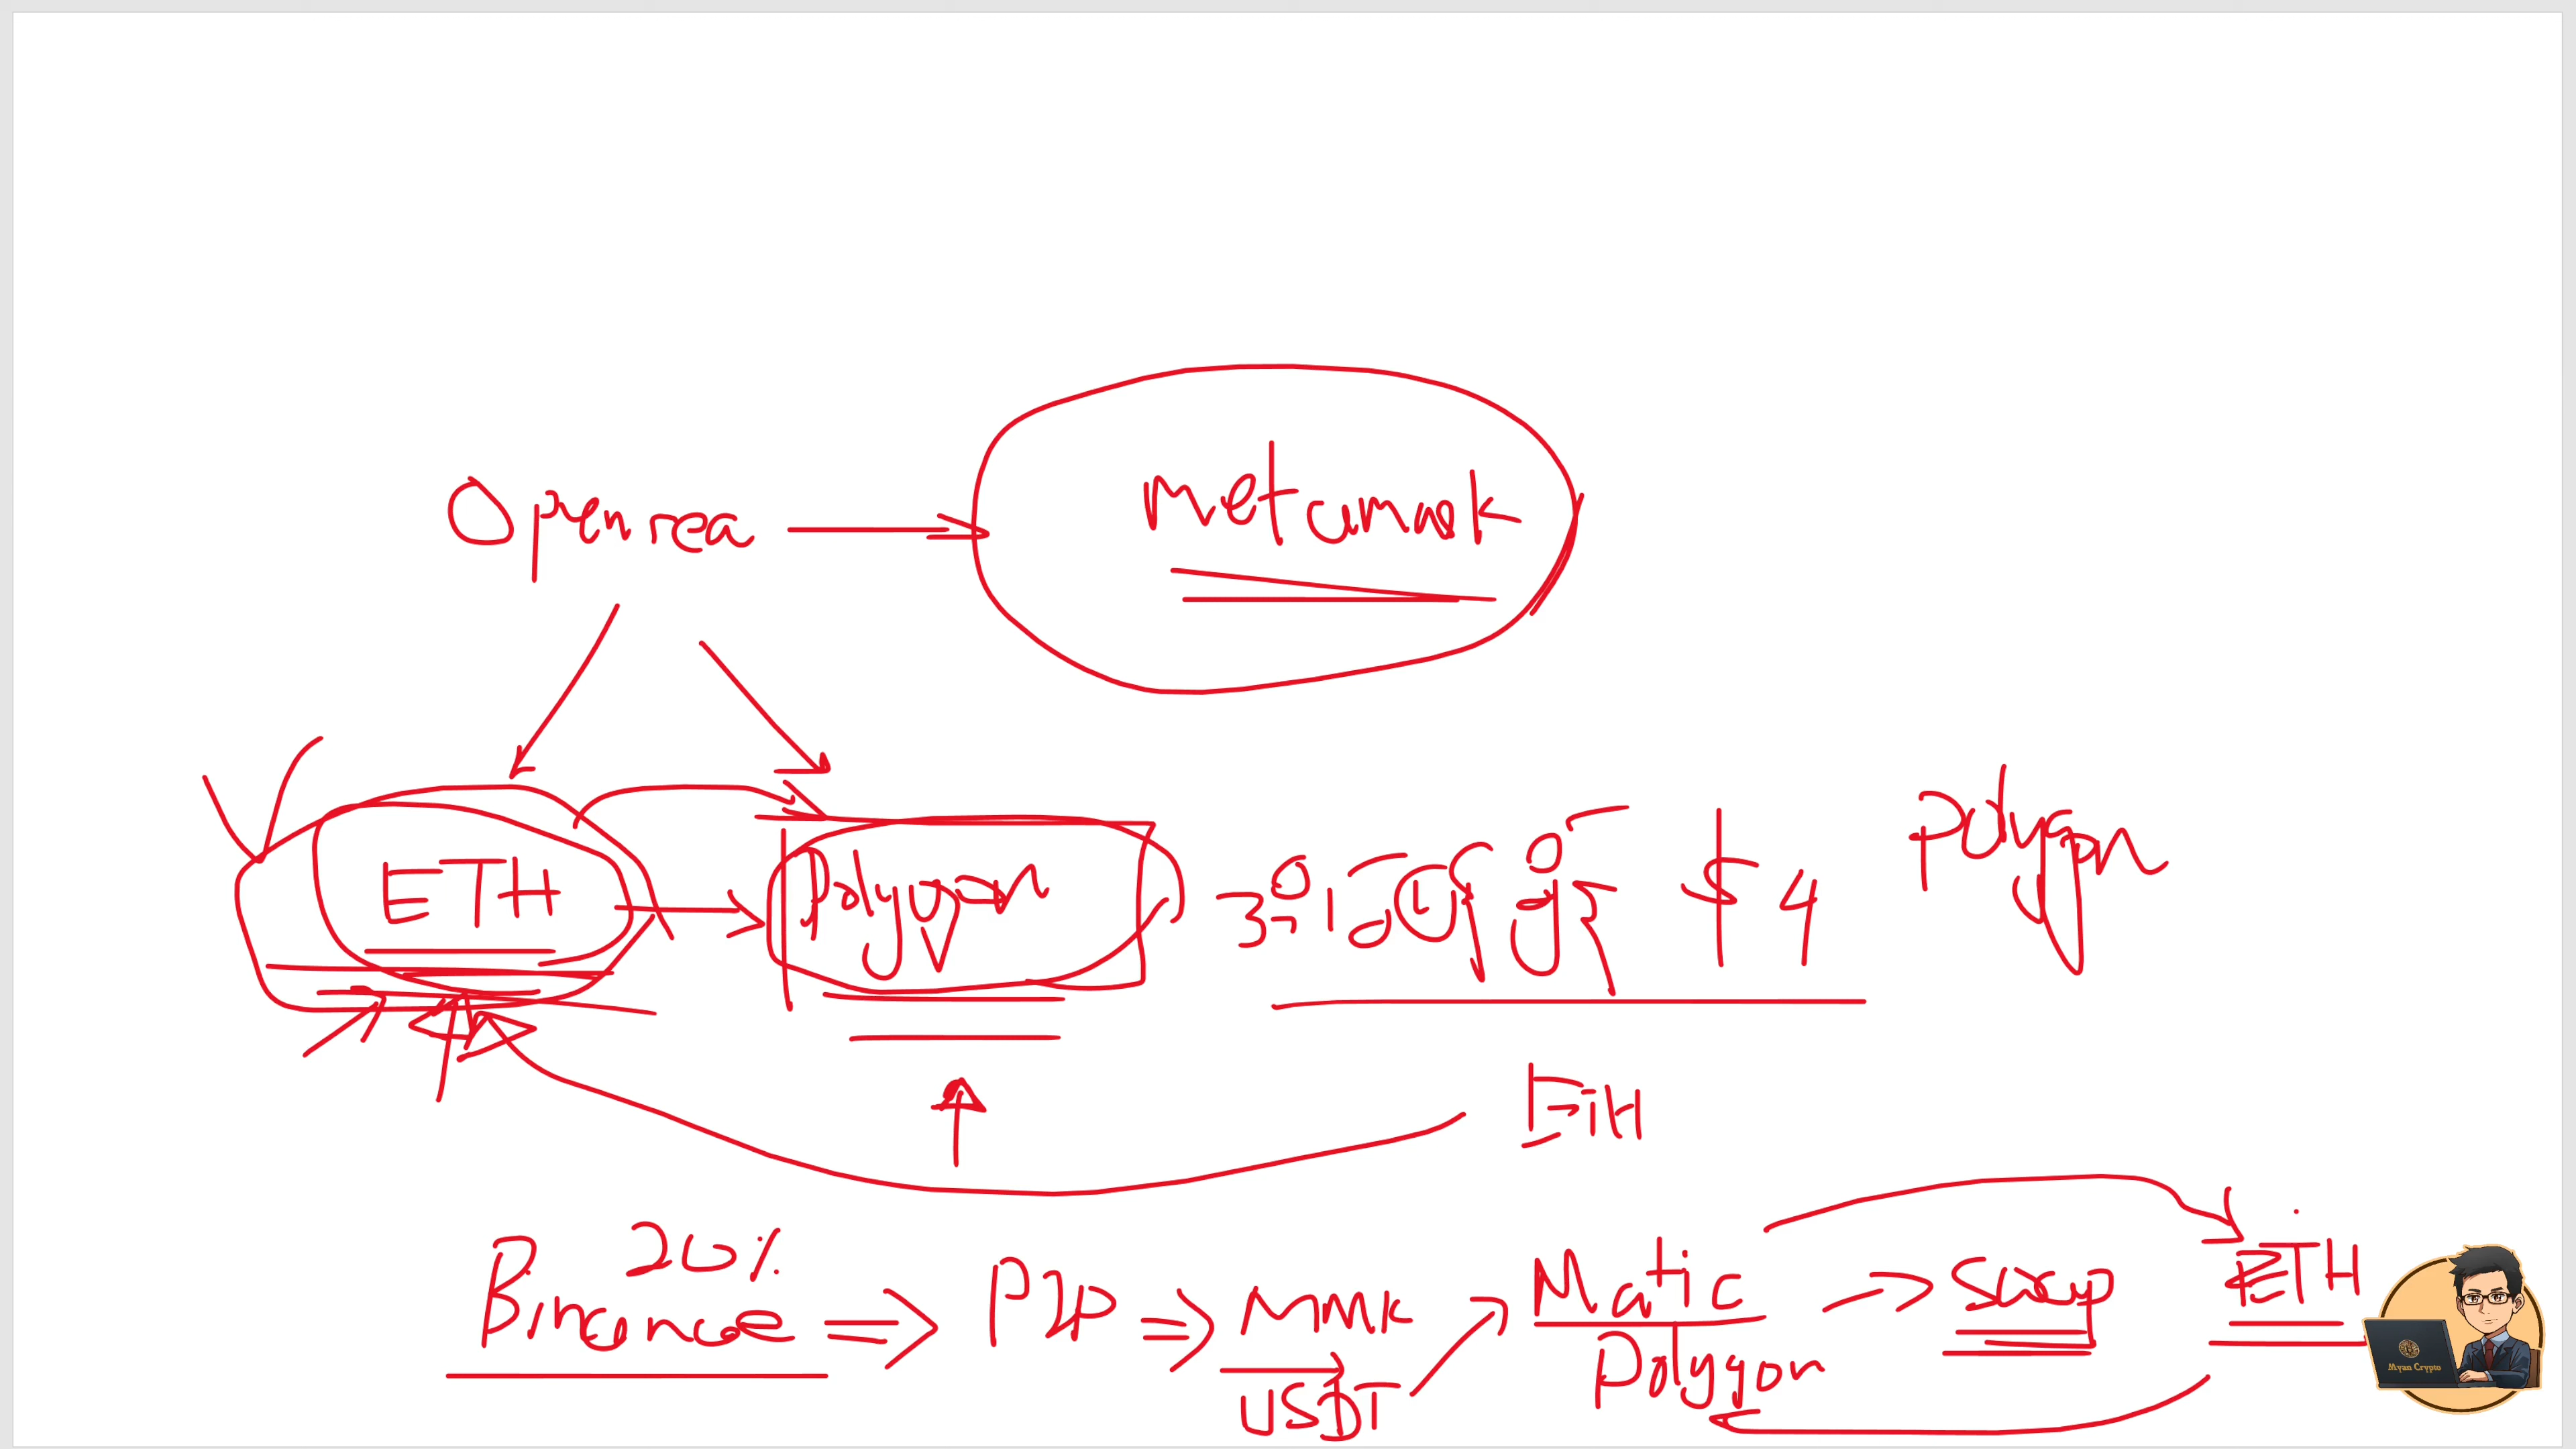 Opensea
metamask
ETH
Polygon
$4
Polygon
ETH
20%
Binance
P2P
MMK
USDT
Matic
Polygon
Swap
ETH
Myan Crypto